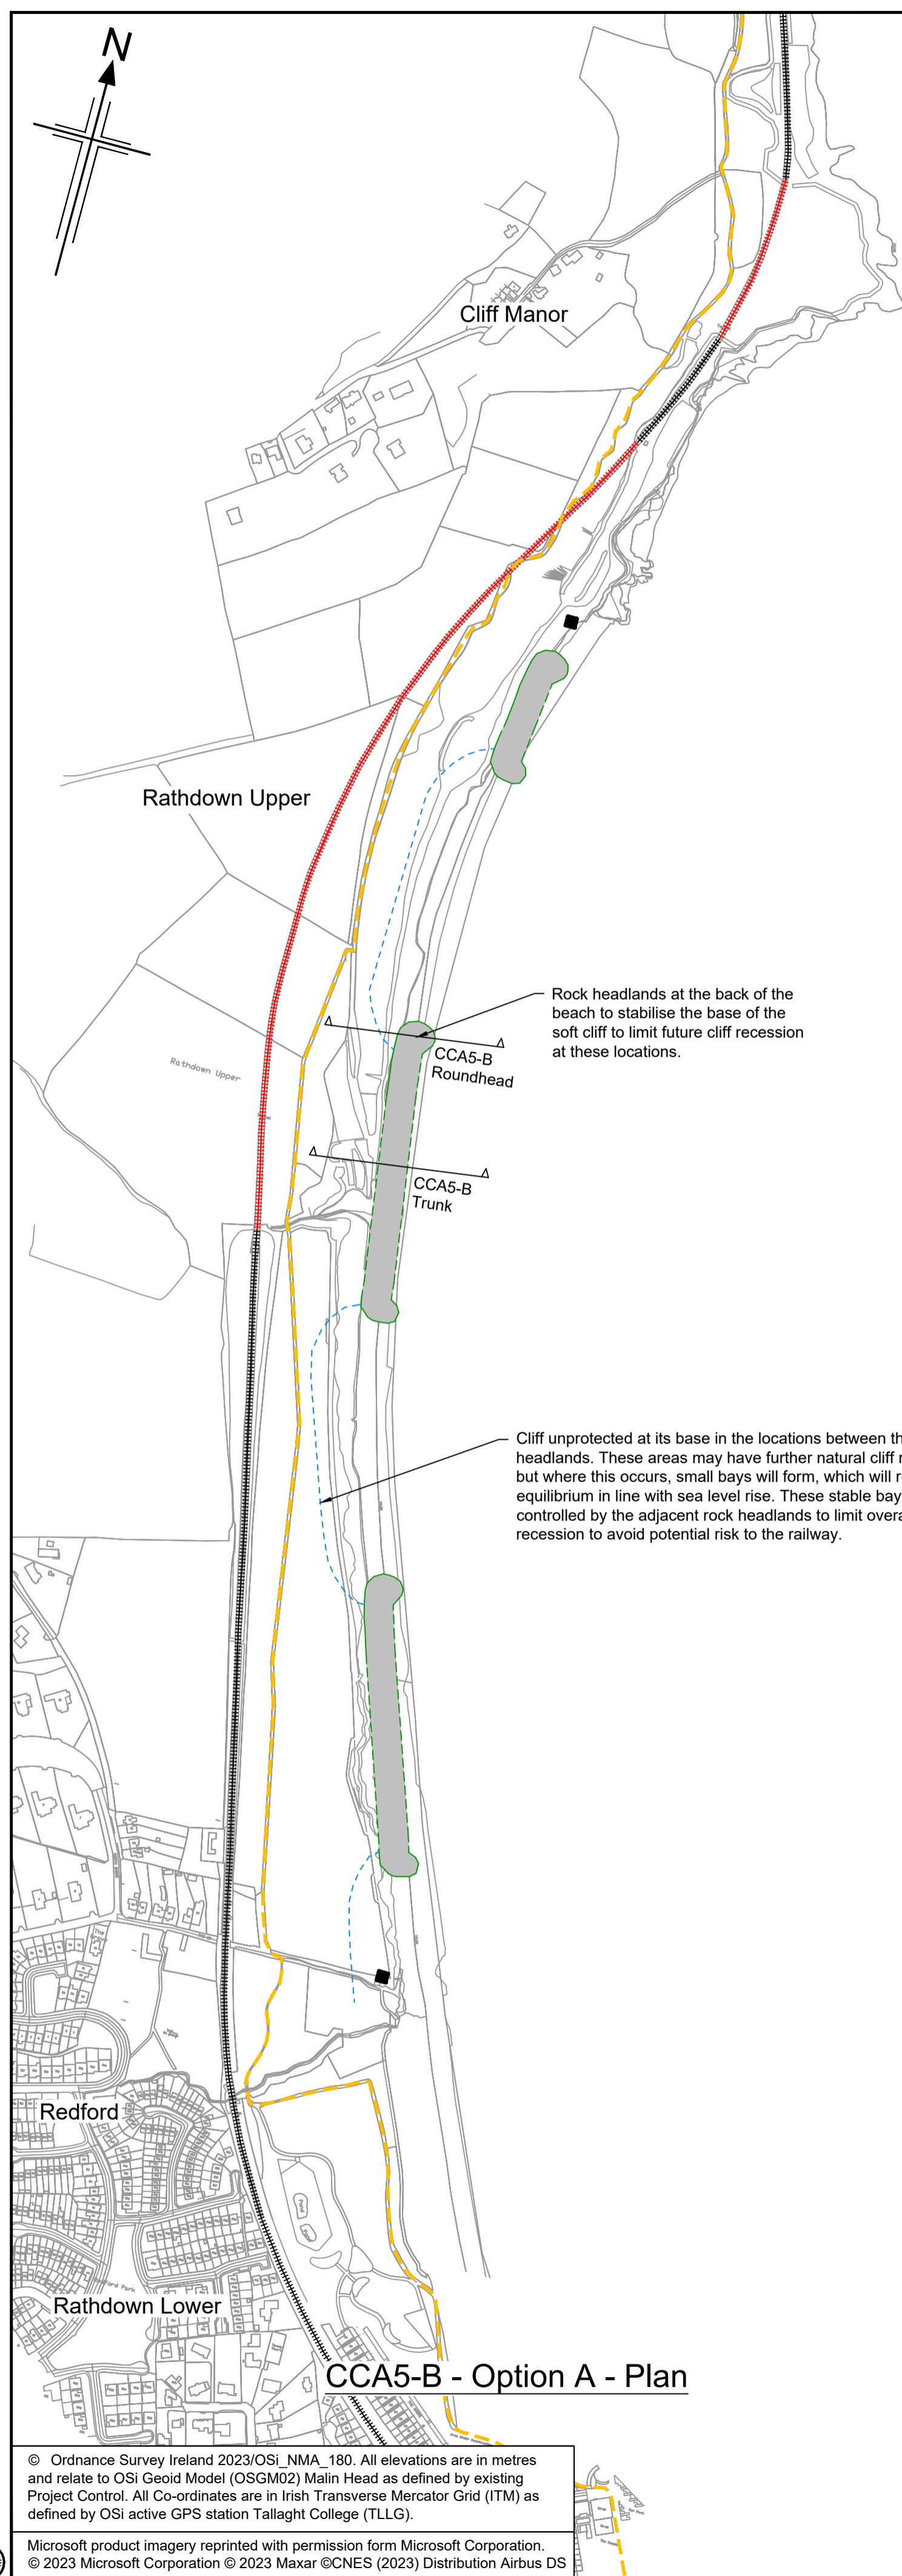 N
Cliff Manor
Rathdown Upper
Rock headlands at the back of the
beach to stabilise the base of the
soft cliff to limit future cliff recession
at these locations.
CCA5-B
Roundhead
Rathdown Upper
CCA5-B
Trunk
Cliff unprotected at its base in the locations between
headlands. These areas may have further natural cliff
but where this occurs, small bays will form, which will
equilibrium in line with sea level rise. These stable
controlled by the adjacent rock headlands to limit
recession to avoid potential risk to the railway.
Redford
Rathdown Lower
CCA5-B - Option A - Plan
© Ordnance Survey Ireland 2023/OSi_NMA_180. All elevations are in metres
and relate to OSi Geoid Model (OSGM02) Malin Head as defined by existing
Project Control. All Co-ordinates are in Irish Transverse Mercator Grid (ITM) as
defined by OSi active GPS station Tallaght College (TLLG).
Microsoft product imagery reprinted with permission form Microsoft Corporation.
© 2023 Microsoft Corporation © 2023 Maxar ©CNES (2023) Distribution Airbus DS